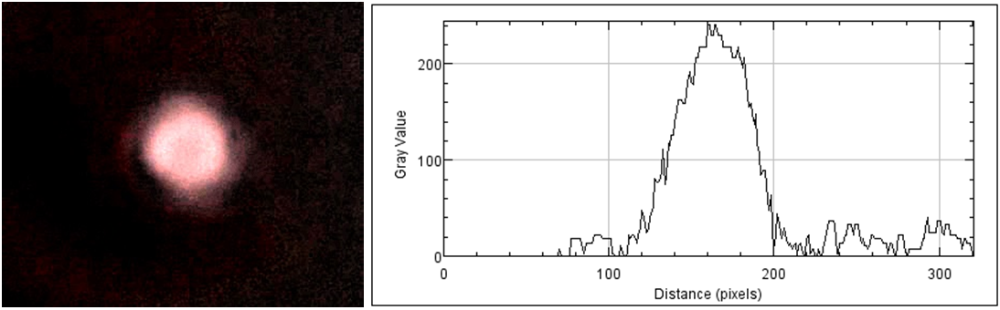 200
100
0
Gray Value
0 100 200 300
Distance (pixels)